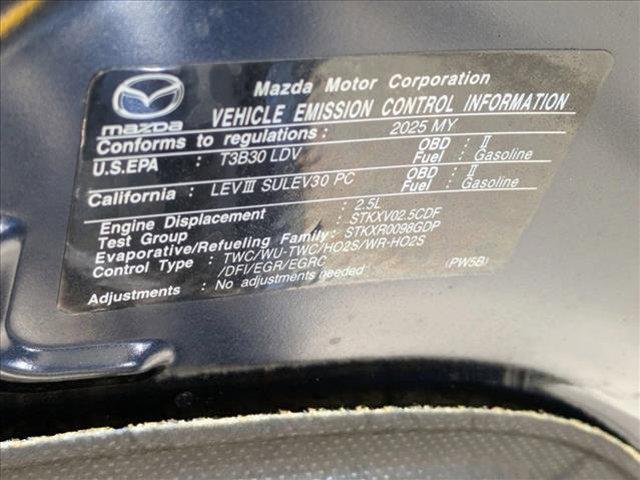 Mazda Motor Corporation
mazda
VEHICLE EMISSION CONTROL INFORMATION
Conforms to regulations: 2025 MY
U.S.EPA : T3B30 LDV OBD : II
Fuel : Gasoline
California : LEVIII SULEV30 PC OBD : II
Fuel : Gasoline
Engine Displacement : 2.5L
Test Group : STKXV02.5CDF
Evaporative/Refueling Family: STKXR0098GDP
Control Type : TWC/WU-TWC/HO2S/WR-HO2S
/DFI/EGR/EGRC
Adjustments : No adjustments needed (PW5B)